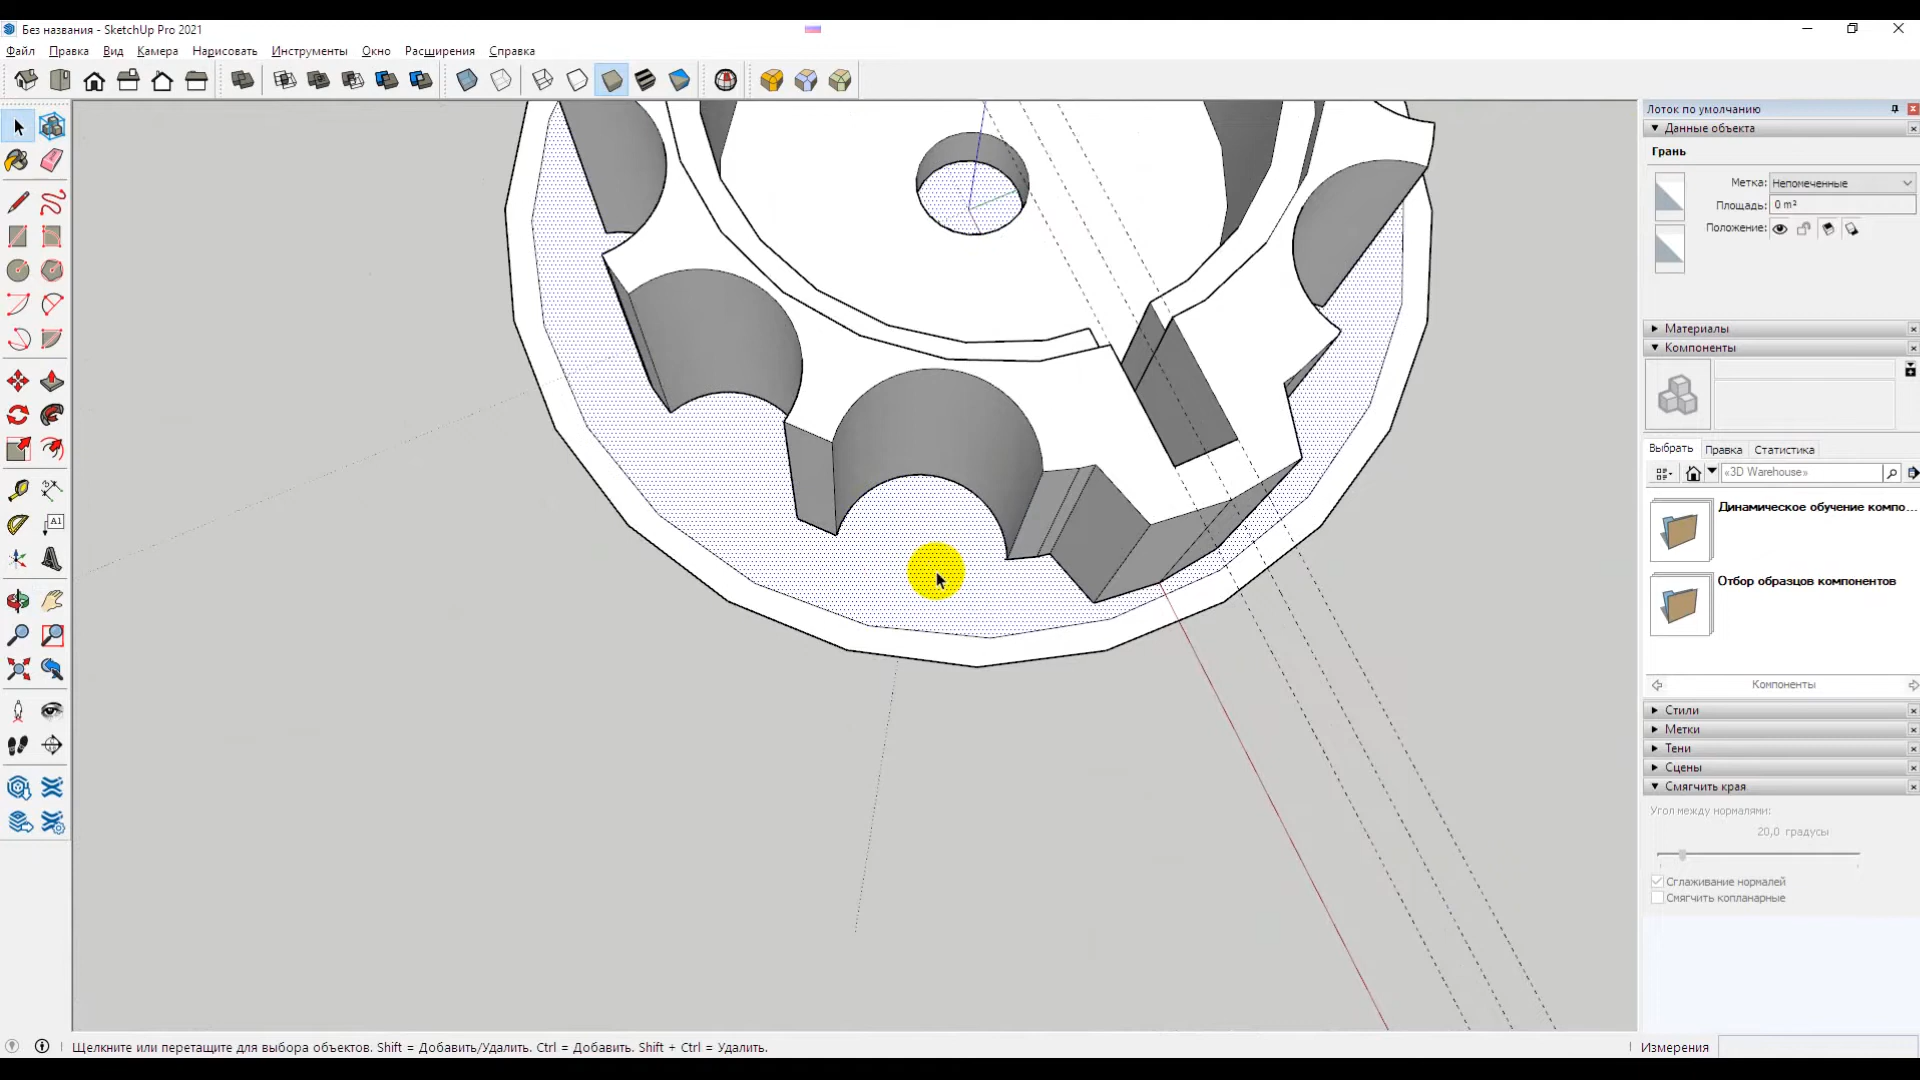 Без названия - SketchUp Pro 2021
Файл Правка Вид Камера Нарисовать Инструменты Окно Расширения Справка
Лоток по умолчанию
Данные объекта
Грань
Метка: Непомеченные
Площадь: 0 m²
Положение:
Материалы
Компоненты
Выбрать Правка Статистика
«3D Warehouse»
Динамическое обучение компо...
Отбор образцов компонентов
Компоненты
Стили
Метки
Тени
Сцены
Смягчить края
Угол между нормалями:
20,0 градусы
Сглаживание нормалей
Смягчить копланарные
A1
Щелкните или перетащите для выбора объектов. Shift = Добавить/Удалить. Ctrl = Добавить. Shift + Ctrl = Удалить.
Измерения